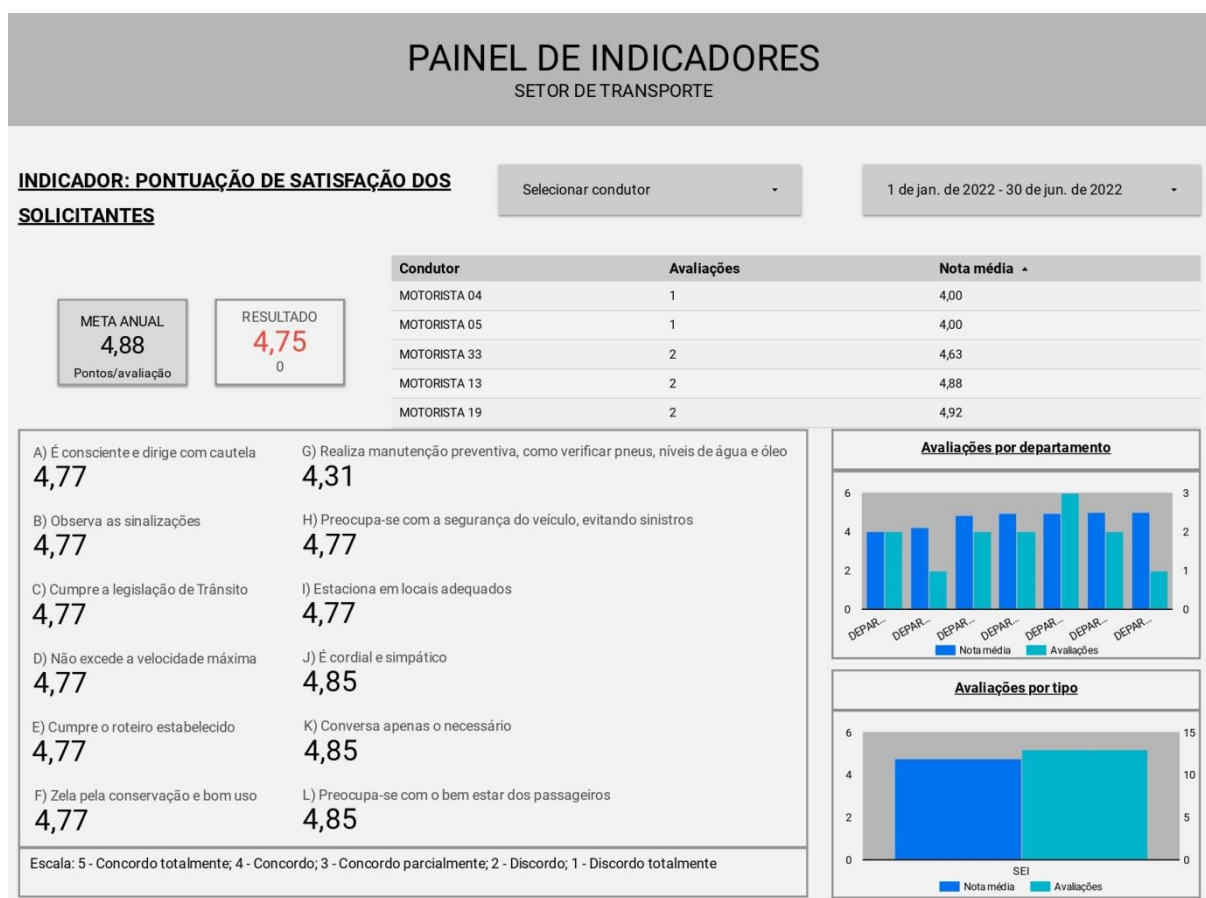 PAINEL DE INDICADORES
SETOR DE TRANSPORTE
INDICADOR: PONTUAÇÃO DE SATISFAÇÃO DOS
SOLICITANTES
Selecionar condutor
1 de jan. de 2022 - 30 de jun. de 2022
META ANUAL
4,88
Pontos/avaliação
RESULTADO
4,75
0
Condutor Avaliações Nota média
MOTORISTA 04 1 4,00
MOTORISTA 05 1 4,00
MOTORISTA 33 2 4,63
MOTORISTA 13 2 4,88
MOTORISTA 19 2 4,92
A) É consciente e dirige com cautela
4,77
B) Observa as sinalizações
4,77
C) Cumpre a legislação de Trânsito
4,77
D) Não excede a velocidade máxima
4,77
E) Cumpre o roteiro estabelecido
4,77
F) Zela pela conservação e bom uso
4,77
G) Realiza manutenção preventiva, como verificar pneus, níveis de água e óleo
4,31
H) Preocupa-se com a segurança do veículo, evitando sinistros
4,77
I) Estaciona em locais adequados
4,77
J) É cordial e simpático
4,85
K) Conversa apenas o necessário
4,85
L) Preocupa-se com o bem estar dos passageiros
4,85
Escala: 5 - Concordo totalmente; 4 - Concordo; 3 - Concordo parcialmente; 2 - Discordo; 1 - Discordo totalmente
Avaliações por departamento
6 3
4 2
2 1
0 0
DEPAR... DEPAR... DEPAR... DEPAR... DEPAR... DEPAR... DEPAR...
Nota média Avaliações
Avaliações por tipo
6 15
4 10
2 5
0 0
SEI
Nota média Avaliações